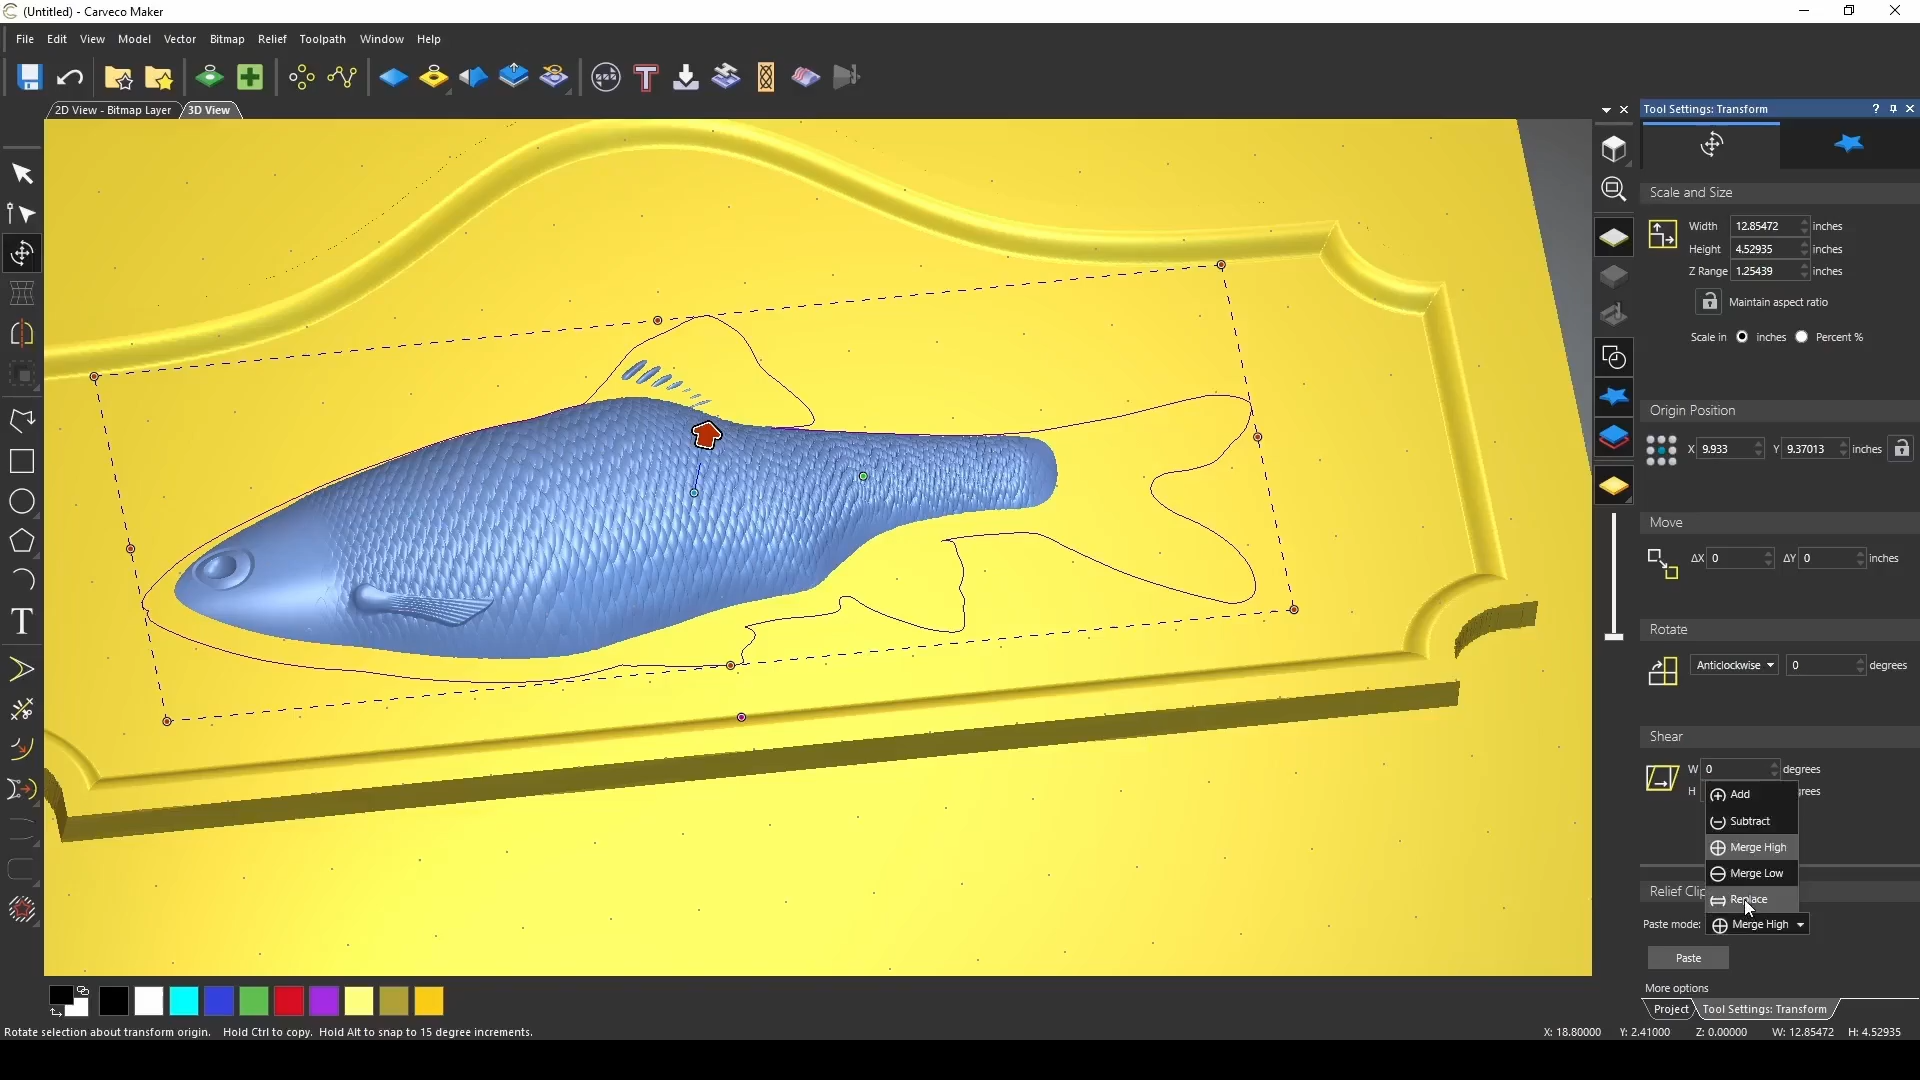 (Untitled) - Carveco Maker
File Edit View Model Vector Bitmap Relief Toolpath Window Help
2D View - Bitmap Layer 3D View
Tool Settings: Transform
Scale and Size
Width 12.85472 inches
Height 4.52935 inches
Z Range 1.25439 inches
Maintain aspect ratio
Scale in inches Percent %
Origin Position
X 9.933 Y 9.37013 inches
Move
ΔX 0 ΔY 0 inches
Rotate
Anticlockwise 0 degrees
Shear
W 0 degrees
H grees
Add
Subtract
Merge High
Merge Low
Replace
Relief Clip
Paste mode: Merge High
Paste
More options
Project Tool Settings: Transform
Rotate selection about transform origin. Hold Ctrl to copy. Hold Alt to snap to 15 degree increments.
X: 18.80000 Y: 2.41000 Z: 0.00000 W: 12.85472 H: 4.52935